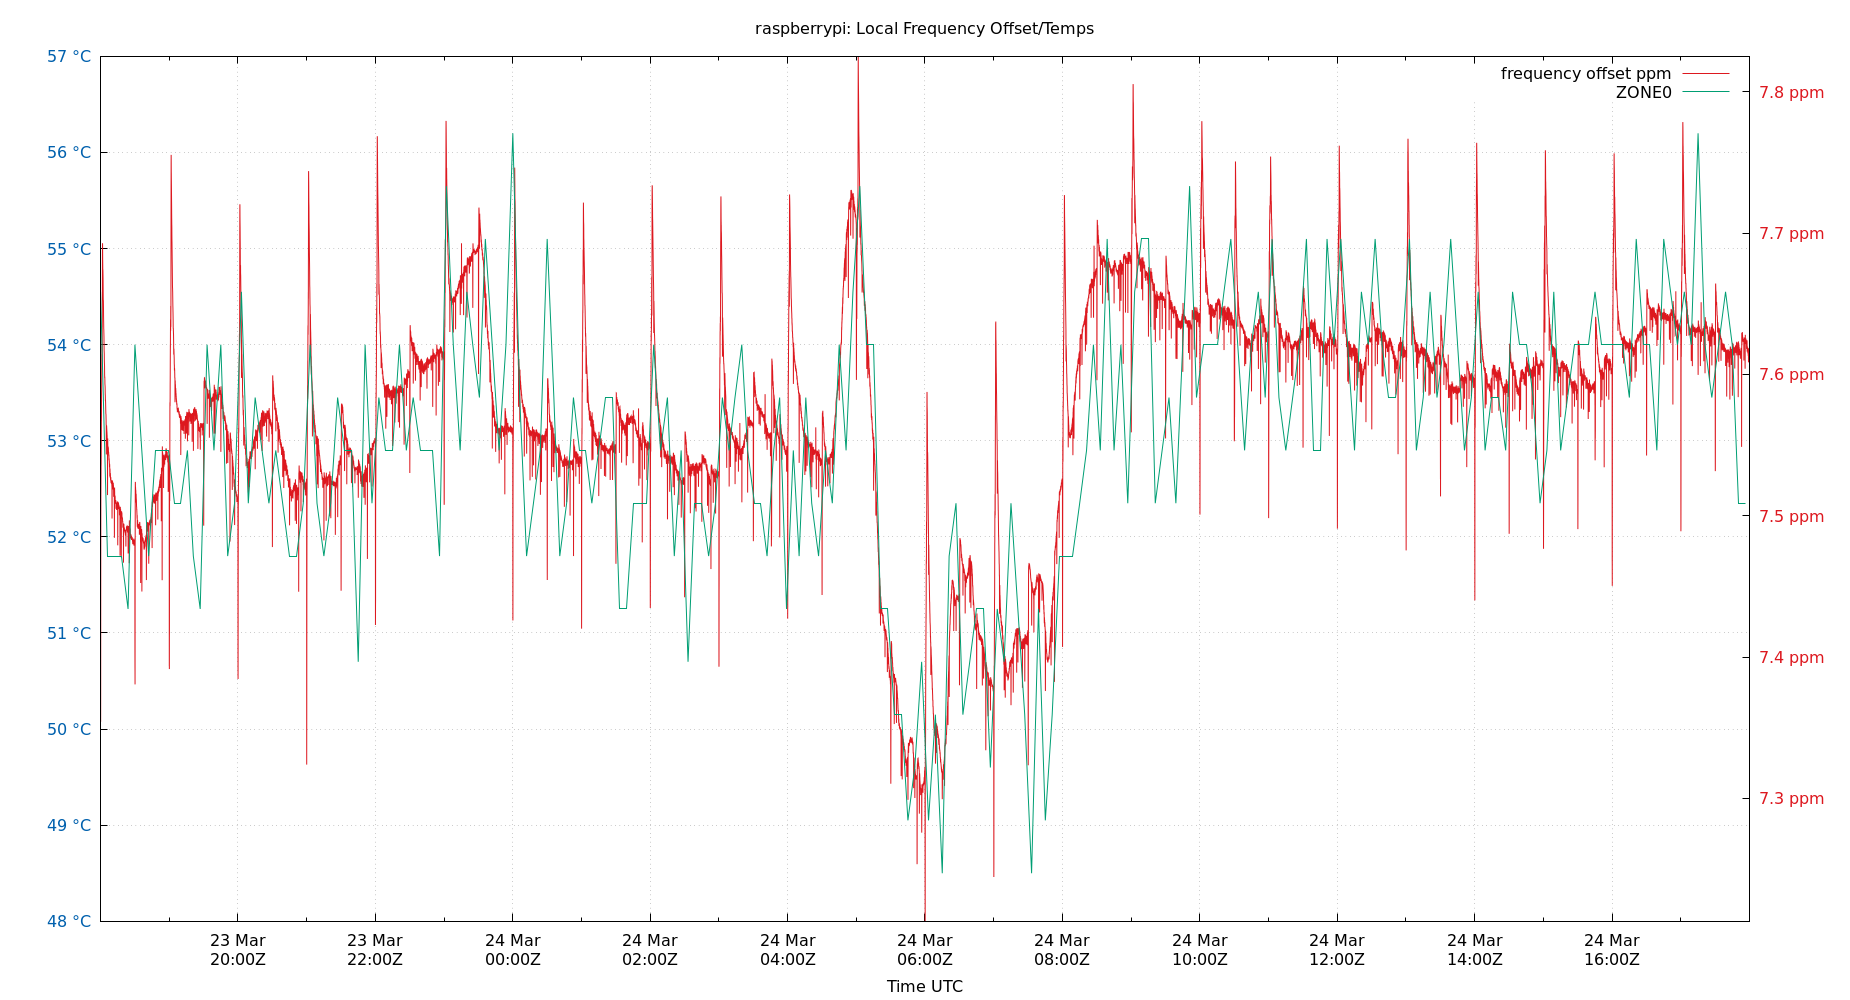 raspberrypi: Local Frequency Offset/Temps
57 °C
56 °C
55 °C
54 °C
53 °C
52 °C
51 °C
50 °C
49 °C
48 °C
frequency offset ppm
ZONE0
7.8 ppm
7.7 ppm
7.6 ppm
7.5 ppm
7.4 ppm
7.3 ppm
23 Mar
20:00Z
23 Mar
22:00Z
24 Mar
00:00Z
24 Mar
02:00Z
24 Mar
04:00Z
24 Mar
06:00Z
24 Mar
08:00Z
24 Mar
10:00Z
24 Mar
12:00Z
24 Mar
14:00Z
24 Mar
16:00Z
Time UTC